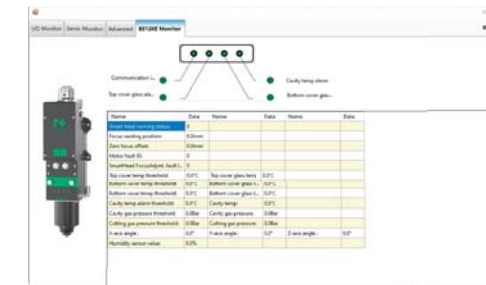 I/O Monitor Servo Monitor Advanced BS12KE Monitor
Communication i...
Cavity temp alarm
Top cover glass ala...
Bottom cover glas...
Name Data Name Data Name Data
Smart head running status 0
Focus reading position 0.0mm
Zero focus offset 0.0mm
Motor fault ID 0
SmartHead FocusAdjmt. fault I... 0
Top cover temp threshold 0.0°C Top cover glass temp 0.0°C
Bottom cover temp threshold 0.0°C Bottom cover glass t... 0.0°C
Bottom cover temp threshold 0.0°C Bottom cover glass t... 0.0°C
Cavity temp alarm threshold 0.0°C Cavity temp 0.0°C
Cavity gas pressure threshold 0.0Bar Cavity gas pressure 0.0Bar
Cutting gas pressure threshold 0.0Bar Cutting gas pressure 0.0Bar
X-axis angle: 0.0° Y-axis angle: 0.0° Z-axis angle: 0.0°
Humidity sensor value 0.0%